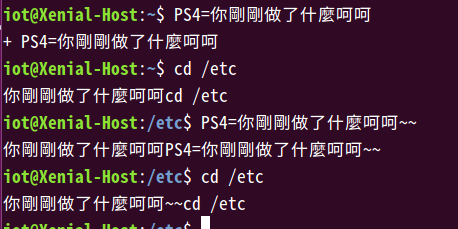 iot@Xenial-Host:~$ PS4=你剛剛做了什麼呵呵
+ PS4=你剛剛做了什麼呵呵
iot@Xenial-Host:~$ cd /etc
你剛剛做了什麼呵呵cd /etc
iot@Xenial-Host:/etc$ PS4=你剛剛做了什麼呵呵~~
你剛剛做了什麼呵呵PS4=你剛剛做了什麼呵呵~~
iot@Xenial-Host:/etc$ cd /etc
你剛剛做了什麼呵呵~~cd /etc
iot@Xenial-Host:/etc$